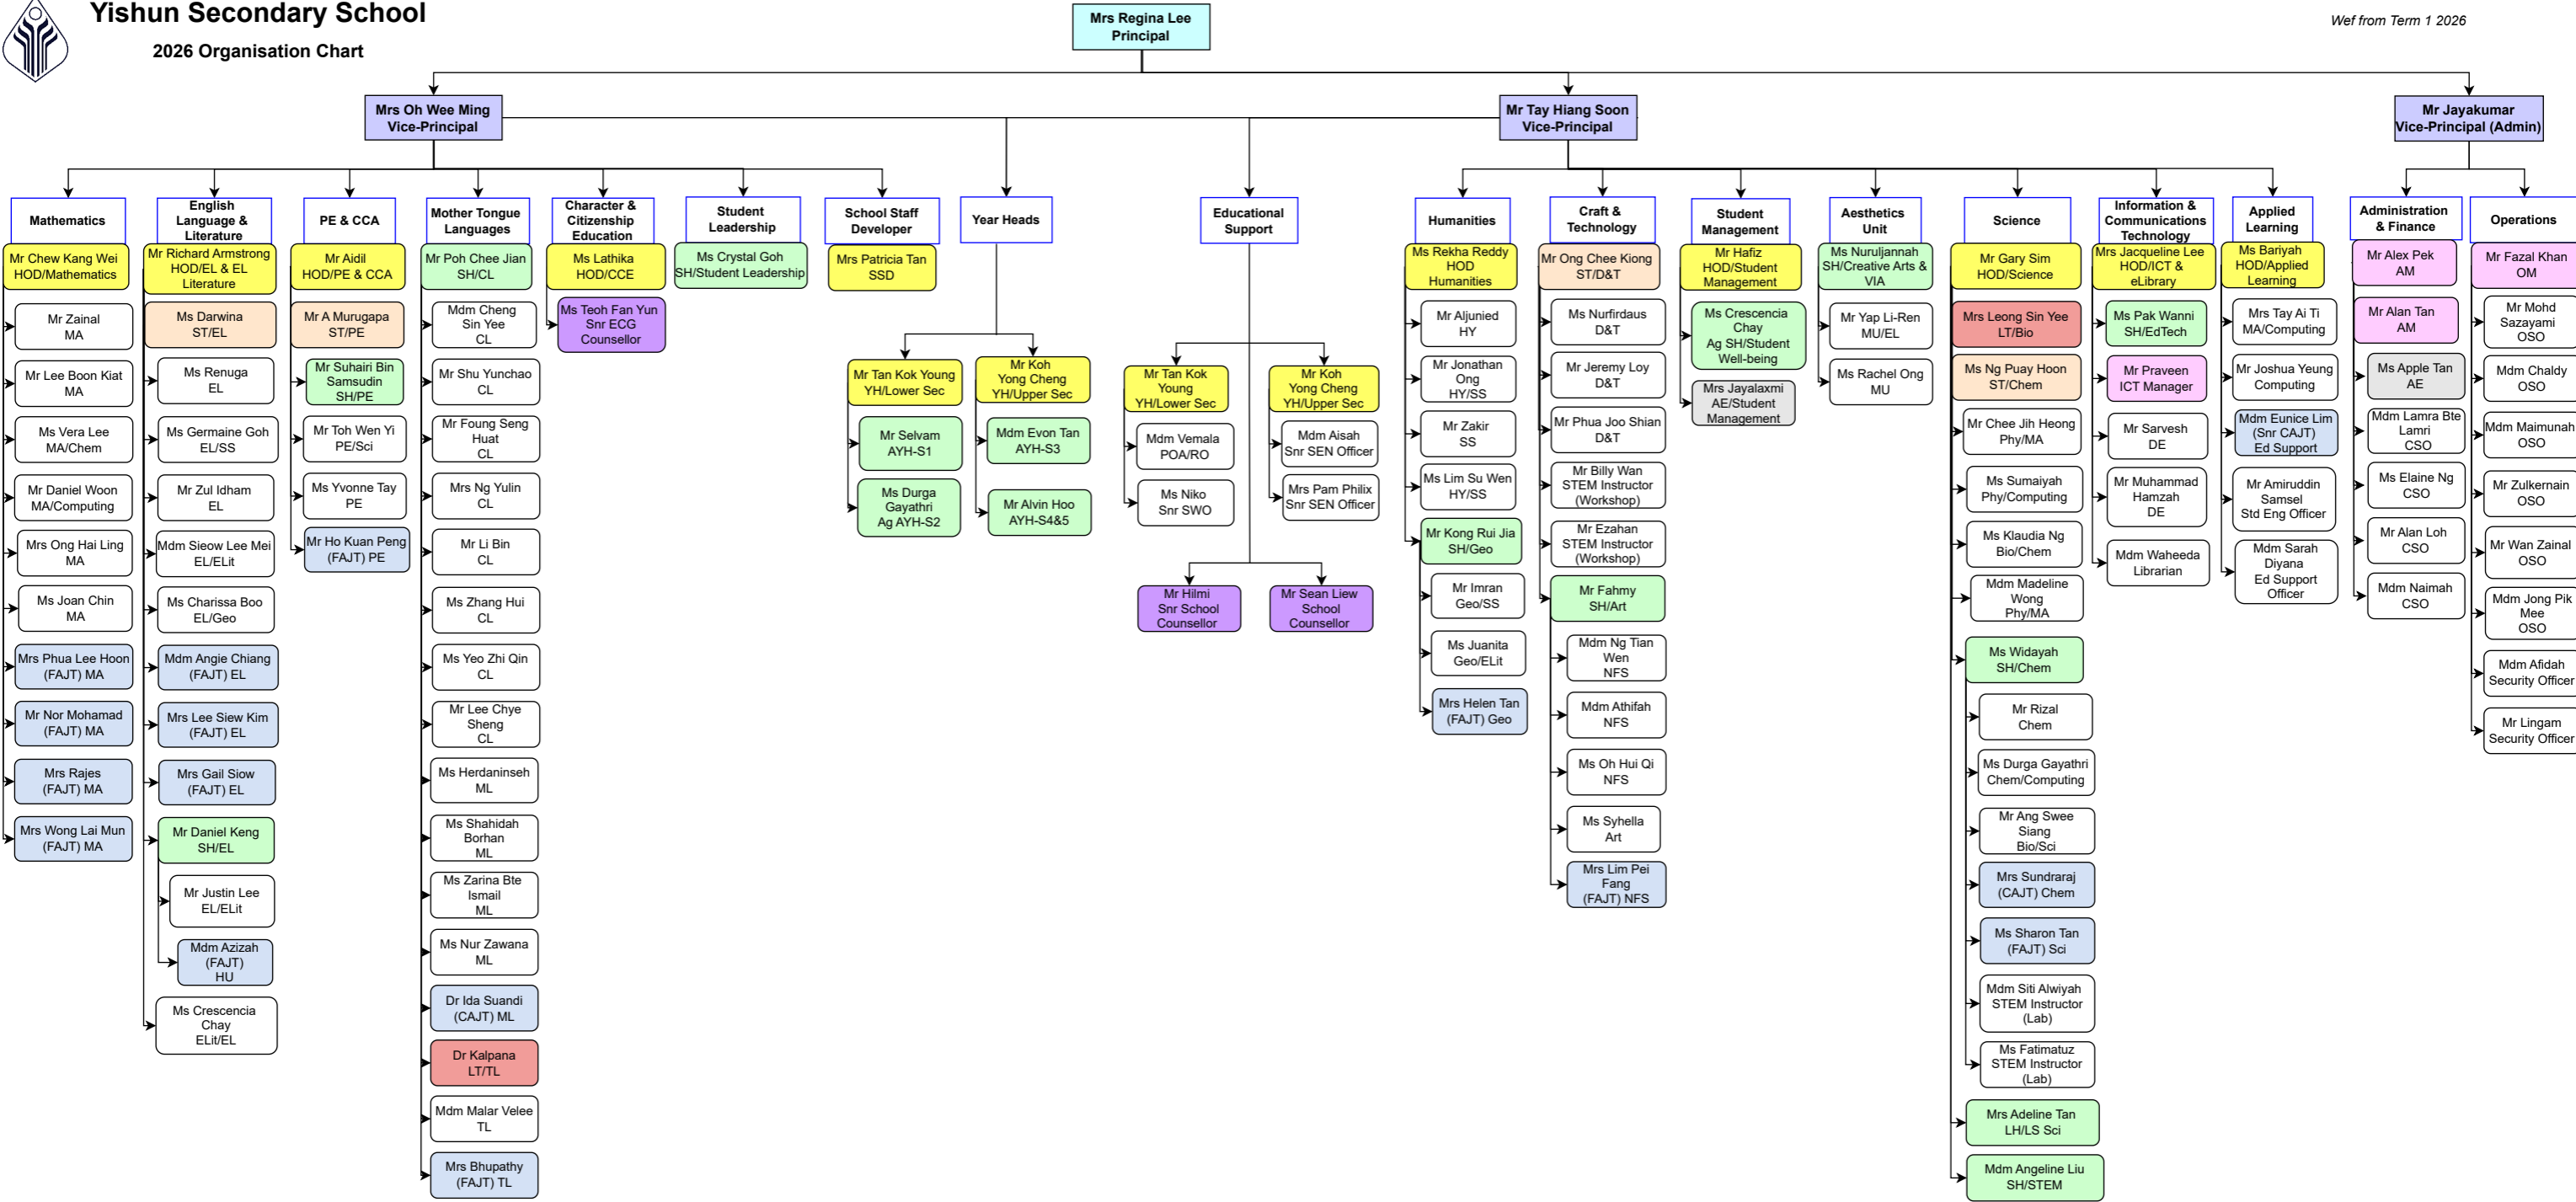 Yishun Secondary School
2026 Organisation Chart
Wef from Term 1 2026
Mrs Regina Lee
Principal
Mrs Oh Wee Ming
Vice-Principal
Mr Tay Hiang Soon
Vice-Principal
Mr Jayakumar
Vice-Principal (Admin)
Mathematics
Mr Chew Kang Wei
HOD/Mathematics
Mr Zainal
MA
Mr Lee Boon Kiat
MA
Ms Vera Lee
MA/Chem
Mr Daniel Woon
MA/Computing
Mrs Ong Hai Ling
MA
Ms Joan Chin
MA
Mrs Phua Lee Hoon
(FAJT) MA
Mr Nor Mohamad
(FAJT) MA
Mrs Rajes
(FAJT) MA
Mrs Wong Lai Mun
(FAJT) MA
English
Language &
Literature
Mr Richard Armstrong
HOD/EL & EL
Literature
Ms Darwina
ST/EL
Ms Renuga
EL
Ms Germaine Goh
EL/SS
Mr Zul Idham
EL
Mdm Sieow Lee Mei
EL/ELit
Ms Charissa Boo
EL/Geo
Mdm Angie Chiang
(FAJT) EL
Mrs Lee Siew Kim
(FAJT) EL
Mrs Gail Siow
(FAJT) EL
Mr Daniel Keng
SH/EL
Mr Justin Lee
EL/ELit
Mdm Azizah
(FAJT)
HU
Ms Crescencia
Chay
ELit/EL
PE & CCA
Mr Aidil
HOD/PE & CCA
Mr A Murugapa
ST/PE
Mr Suhairi Bin
Samsudin
SH/PE
Mr Toh Wen Yi
PE/Sci
Ms Yvonne Tay
PE
Mr Ho Kuan Peng
(FAJT) PE
Mother Tongue
Languages
Mr Poh Chee Jian
SH/CL
Mdm Cheng
Sin Yee
CL
Mr Shu Yunchao
CL
Mr Foung Seng
Huat
CL
Mrs Ng Yulin
CL
Mr Li Bin
CL
Ms Zhang Hui
CL
Ms Yeo Zhi Qin
CL
Mr Lee Chye
Sheng
CL
Ms Herdaninseh
ML
Ms Shahidah
Borhan
ML
Ms Zarina Bte
Ismail
ML
Ms Nur Zawana
ML
Dr Ida Suandi
(CAJT) ML
Dr Kalpana
LT/TL
Mdm Malar Velee
TL
Mrs Bhupathy
(FAJT) TL
Character &
Citizenship
Education
Ms Lathika
HOD/CCE
Ms Teoh Fan Yun
Snr ECG
Counsellor
Student
Leadership
Ms Crystal Goh
SH/Student Leadership
School Staff
Developer
Mrs Patricia Tan
SSD
Year Heads
Mr Tan Kok Young
YH/Lower Sec
Mr Selvam
AYH-S1
Ms Durga
Gayathri
Ag AYH-S2
Mr Koh
Yong Cheng
YH/Upper Sec
Mdm Evon Tan
AYH-S3
Mr Alvin Hoo
AYH-S4&5
Educational
Support
Mr Tan Kok
Young
YH/Lower Sec
Mdm Vemala
POA/RO
Ms Niko
Snr SWO
Mr Koh
Yong Cheng
YH/Upper Sec
Mdm Aisah
Snr SEN Officer
Mrs Pam Philix
Snr SEN Officer
Mr Hilmi
Snr School
Counsellor
Mr Sean Liew
School
Counsellor
Humanities
Ms Rekha Reddy
HOD
Humanities
Mr Aljunied
HY
Mr Jonathan
Ong
HY/SS
Mr Zakir
SS
Ms Lim Su Wen
HY/SS
Mr Kong Rui Jia
SH/Geo
Mr Imran
Geo/SS
Ms Juanita
Geo/ELit
Mrs Helen Tan
(FAJT) Geo
Craft &
Technology
Mr Ong Chee Kiong
ST/D&T
Ms Nurfirdaus
D&T
Mr Jeremy Loy
D&T
Mr Phua Joo Shian
D&T
Mr Billy Wan
STEM Instructor
(Workshop)
Mr Ezahan
STEM Instructor
(Workshop)
Mr Fahmy
SH/Art
Mdm Ng Tian
Wen
NFS
Mdm Athifah
NFS
Ms Oh Hui Qi
NFS
Ms Syhella
Art
Mrs Lim Pei
Fang
(FAJT) NFS
Student
Management
Mr Hafiz
HOD/Student
Management
Ms Crescencia
Chay
Ag SH/Student
Well-being
Mrs Jayalaxmi
AE/Student
Management
Aesthetics
Unit
Ms Nuruljannah
SH/Creative Arts &
VIA
Mr Yap Li-Ren
MU/EL
Ms Rachel Ong
MU
Science
Mr Gary Sim
HOD/Science
Mrs Leong Sin Yee
LT/Bio
Ms Ng Puay Hoon
ST/Chem
Mr Chee Jih Heong
Phy/MA
Ms Sumaiyah
Phy/Computing
Ms Klaudia Ng
Bio/Chem
Mdm Madeline
Wong
Phy/MA
Ms Widayah
SH/Chem
Mr Rizal
Chem
Ms Durga Gayathri
Chem/Computing
Mr Ang Swee
Siang
Bio/Sci
Mrs Sundraraj
(CAJT) Chem
Ms Sharon Tan
(FAJT) Sci
Mdm Siti Alwiyah
STEM Instructor
(Lab)
Ms Fatimatuz
STEM Instructor
(Lab)
Mrs Adeline Tan
LH/LS Sci
Mdm Angeline Liu
SH/STEM
Information &
Communications
Technology
Mrs Jacqueline Lee
HOD/ICT &
eLibrary
Ms Pak Wanni
SH/EdTech
Mr Praveen
ICT Manager
Mr Sarvesh
DE
Mr Muhammad
Hamzah
DE
Mdm Waheeda
Librarian
Applied
Learning
Ms Bariyah
HOD/Applied
Learning
Mrs Tay Ai Ti
MA/Computing
Mr Joshua Yeung
Computing
Mdm Eunice Lim
(Snr CAJT)
Ed Support
Mr Amiruddin
Samsel
Std Eng Officer
Mdm Sarah
Diyana
Ed Support
Officer
Administration
& Finance
Mr Alex Pek
AM
Mr Alan Tan
AM
Ms Apple Tan
AE
Mdm Lamra Bte
Lamri
CSO
Ms Elaine Ng
CSO
Mr Alan Loh
CSO
Mdm Naimah
CSO
Operations
Mr Fazal Khan
OM
Mr Mohd
Sazayami
OSO
Mdm Chaldy
OSO
Mdm Maimunah
OSO
Mr Zulkernain
OSO
Mr Wan Zainal
OSO
Mdm Jong Pik
Mee
OSO
Mdm Afidah
Security Officer
Mr Lingam
Security Officer